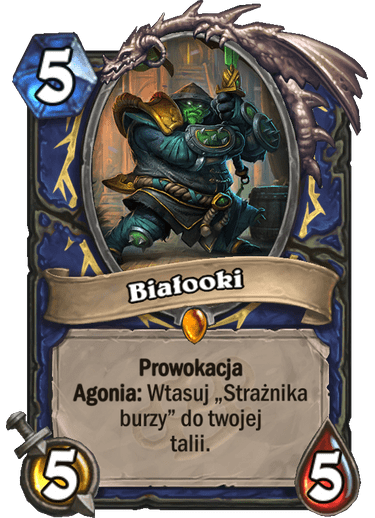 5
Białooki
Prowokacja
Agonia: Wtasuj „Strażnika
burzy” do twojej
talii.
5
5